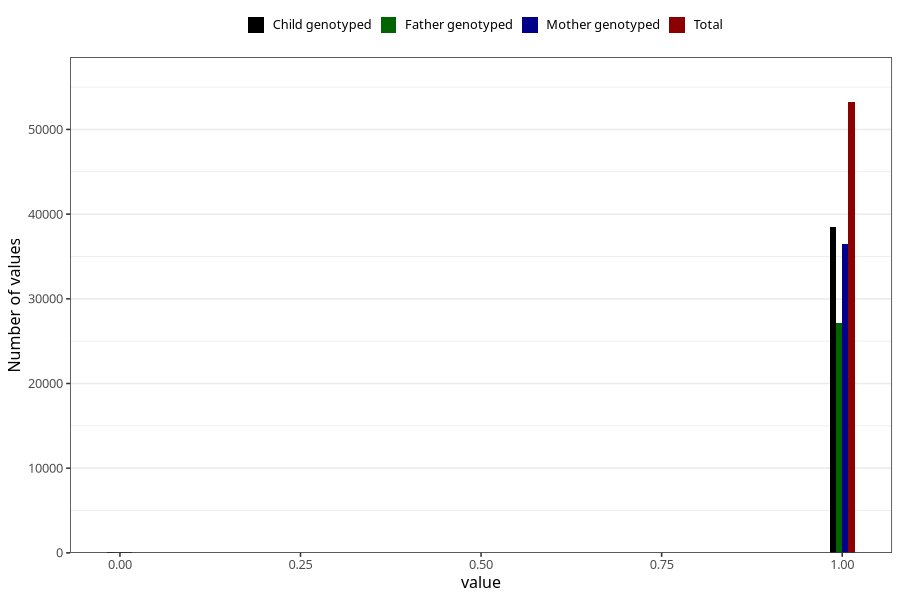 Child genotyped Father genotyped Mother genotyped Total
Number of values
50000
40000
30000
20000
10000
0
0.00 0.25 0.50 0.75 1.00
value